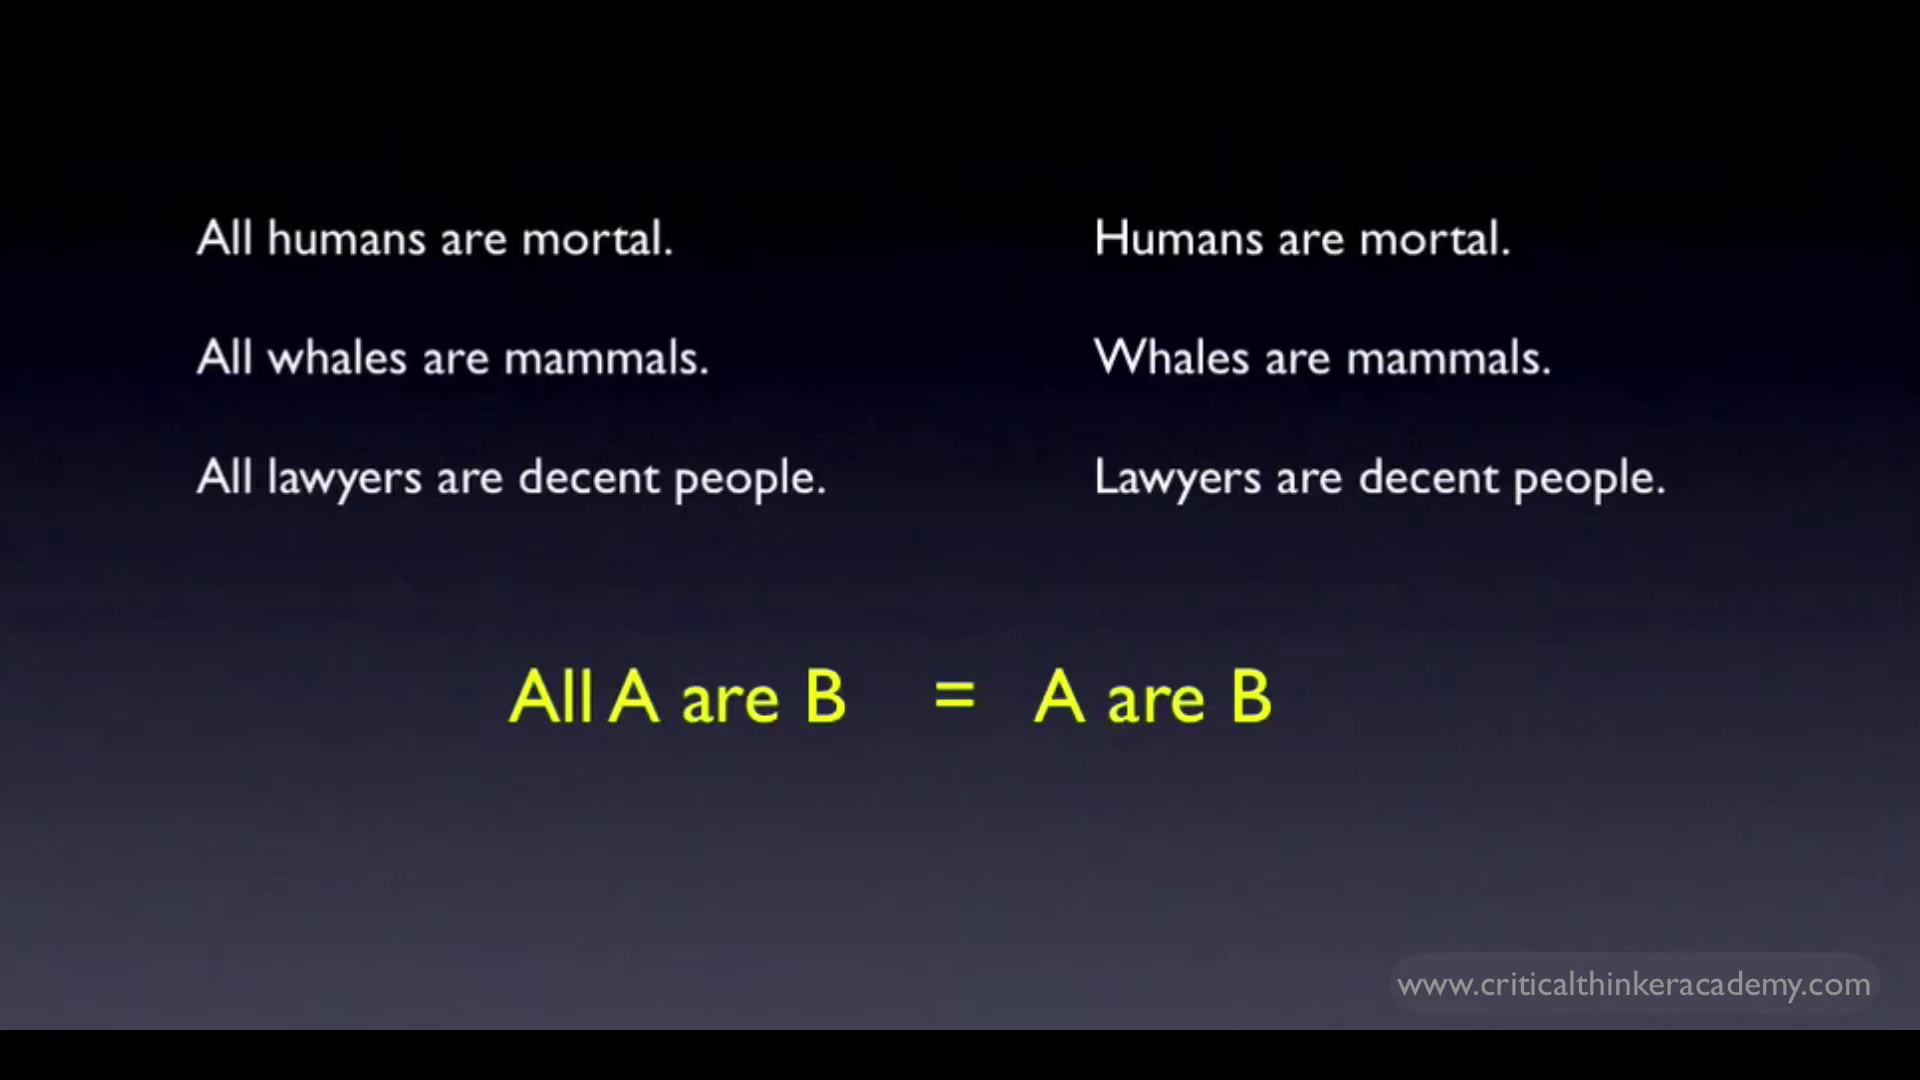 All humans are mortal.
Humans are mortal.
All whales are mammals.
Whales are mammals.
All lawyers are decent people.
Lawyers are decent people.
All A are B = A are B
www.criticalthinkeracademy.com